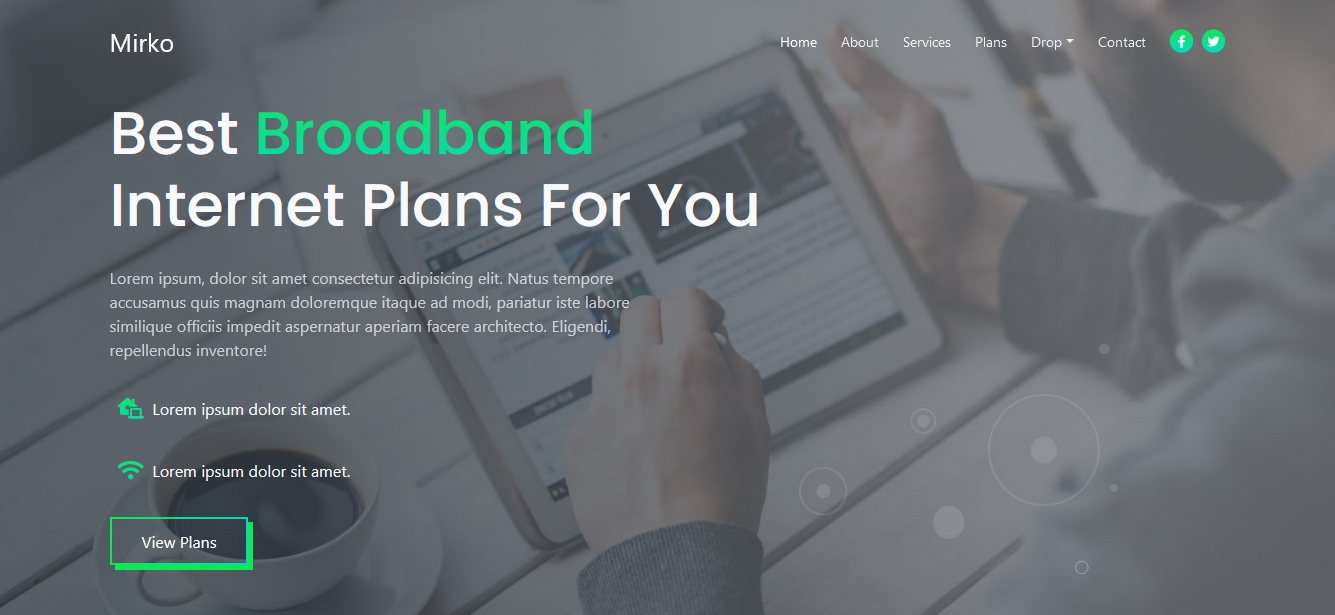 Mirko
Home About Services Plans Drop Contact
Best Broadband
Internet Plans For You
Lorem ipsum, dolor sit amet consectetur adipisicing elit. Natus tempore
accusamus quis magnam doloremque itaque ad modi, pariatur iste labore
similique officiis impedit aspernatur aperiam facere architecto. Eligendi,
repellendus inventore!
Lorem ipsum dolor sit amet.
Lorem ipsum dolor sit amet.
View Plans